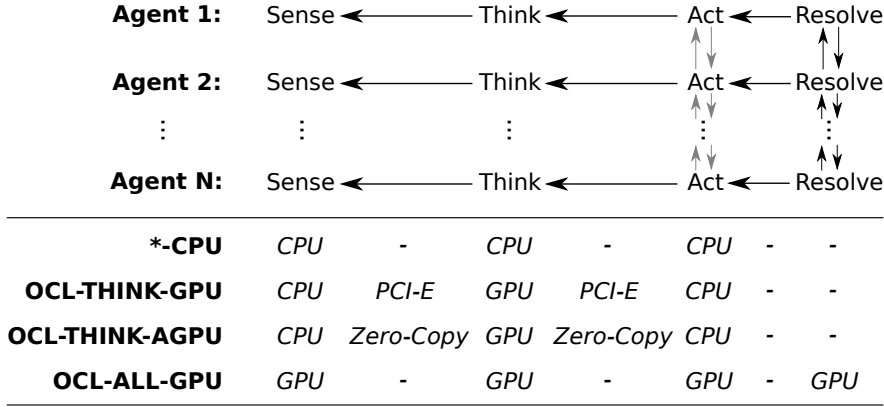 Agent 1: Sense Think Act Resolve
Agent 2: Sense Think Act Resolve
⋮ ⋮ ⋮ ⋮ ⋮
Agent N: Sense Think Act Resolve
*-CPU CPU - CPU - CPU - -
OCL-THINK-GPU CPU PCI-E GPU PCI-E CPU - -
OCL-THINK-AGPU CPU Zero-Copy GPU Zero-Copy CPU - -
OCL-ALL-GPU GPU - GPU - GPU - GPU